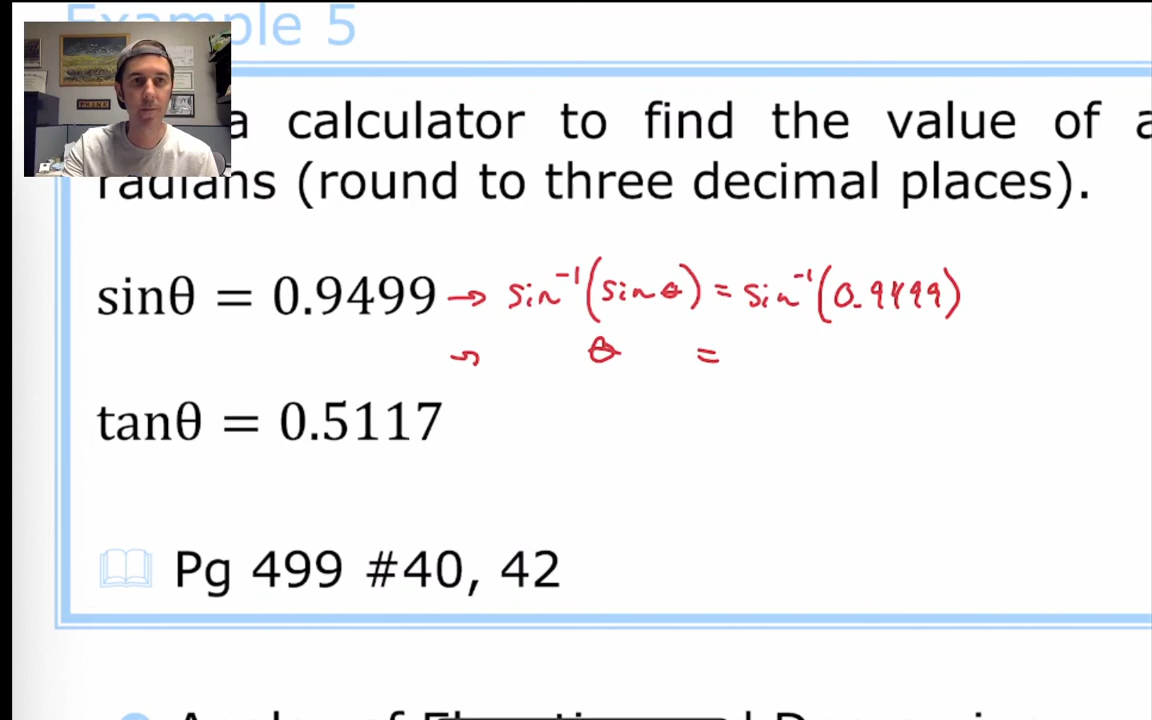 ple 5
a calculator to find the value of a
radians (round to three decimal places).
sinθ = 0.9499 → sin⁻¹(sinθ) = sin⁻¹(0.9499)
→ θ =
tanθ = 0.5117
Pg 499 #40, 42